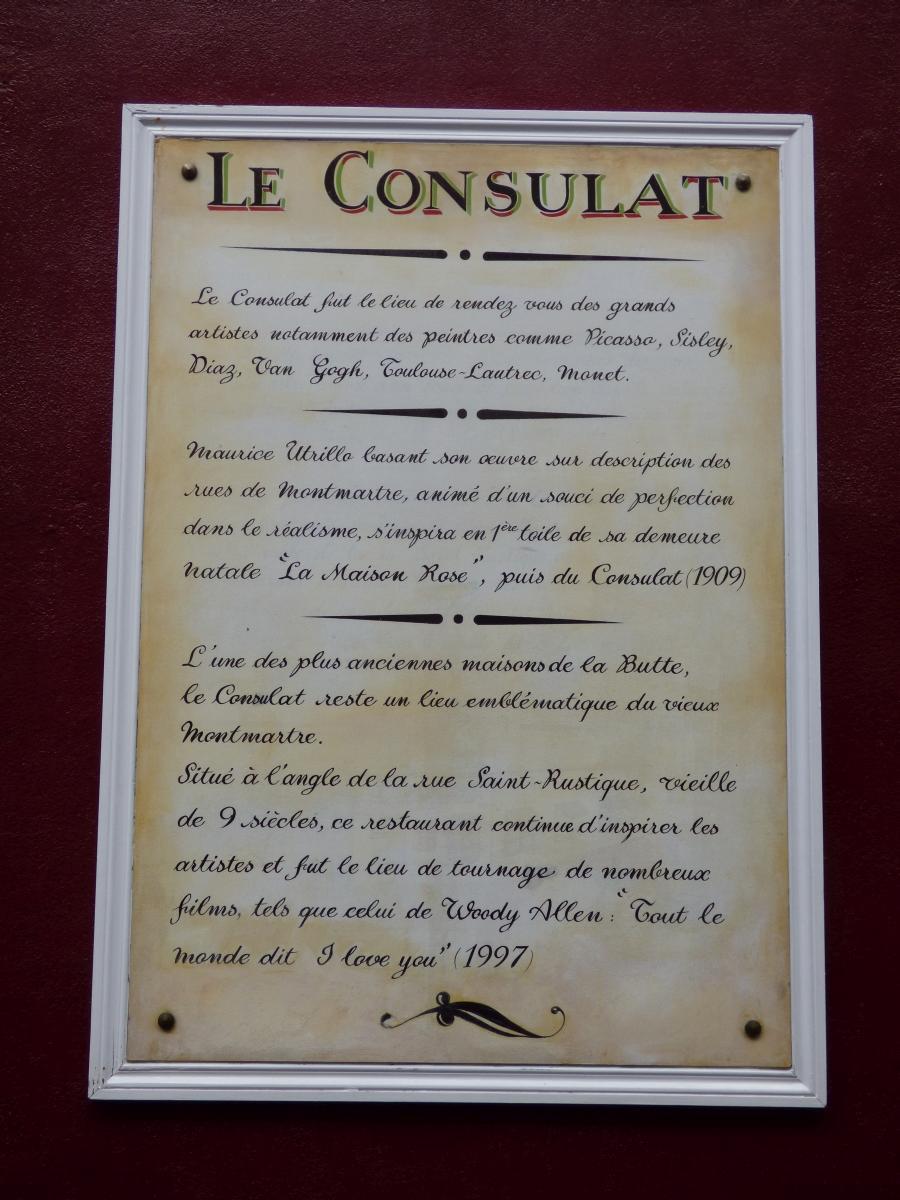 LE CONSULAT
Le Consulat fut le lieu de rendez vous des grands
artistes notamment des peintres comme Picasso, Sisley,
Diaz, Van Gogh, Toulouse-Lautrec, Monet.
Maurice Utrillo basant son œuvre sur description des
rues de Montmartre, animé d'un souci de perfection
dans le réalisme, s'inspira en 1ère toile de sa demeure
natale "La Maison Rose", puis du Consulat (1909)
L'une des plus anciennes maisons de la Butte,
le Consulat reste un lieu emblématique du vieux
Montmartre.
Situé à l'angle de la rue Saint-Rustique, vieille
de 9 siècles, ce restaurant continue d'inspirer les
artistes et fut le lieu de tournage de nombreux
films, tels que celui de Woody Allen : "Tout le
monde dit I love you" (1997)